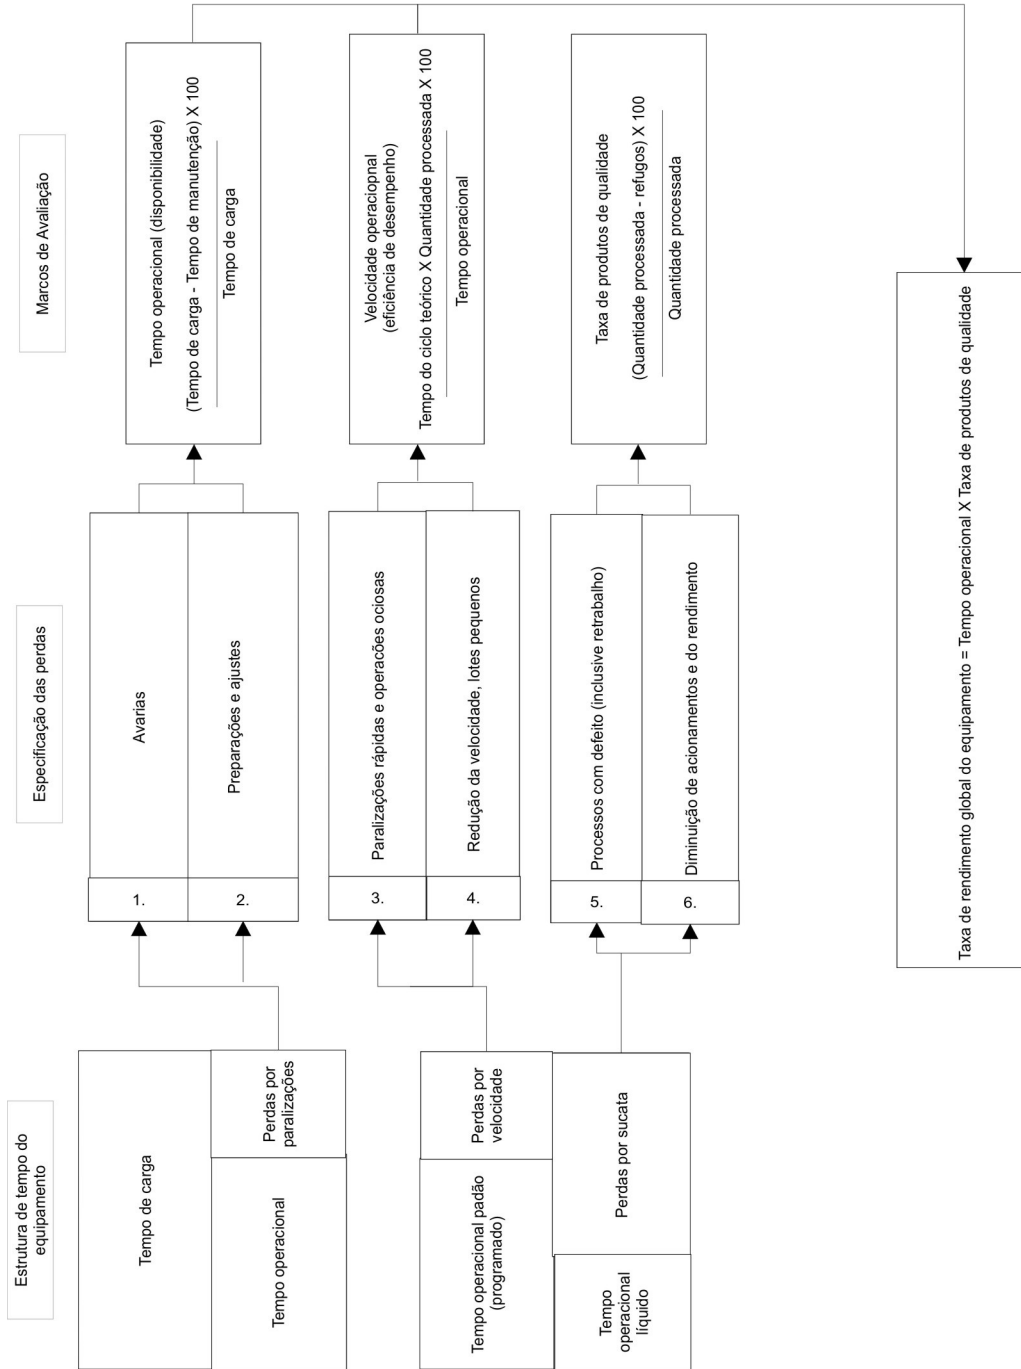 Estrutura de tempo do
equipamento
Especificação das perdas
Marcos de Avaliação
Tempo de carga
Tempo operacional
Perdas por
paralizações
1.
Avarias
2.
Preparações e ajustes
Tempo operacional (disponibilidade)
(Tempo de carga - Tempo de manutenção) X 100
Tempo de carga
Tempo operacional padão
(programado)
Perdas por
velocidade
3.
Paralizações rápidas e operacões ociosas
4.
Redução da velocidade, lotes pequenos
Velocidade operaciopnal
(eficiência de desempenho)
Tempo do ciclo teórico X Quantidade processada X 100
Tempo operacional
Tempo
operacional
líquido
Perdas por sucata
5.
Processos com defeito (inclusive retrabalho)
6.
Diminuição de acionamentos e do rendimento
Taxa de produtos de qualidade
(Quantidade processada - refugos) X 100
Quantidade processada
Taxa de rendimento global do equipamento = Tempo operacional X Taxa de produtos de qualidade